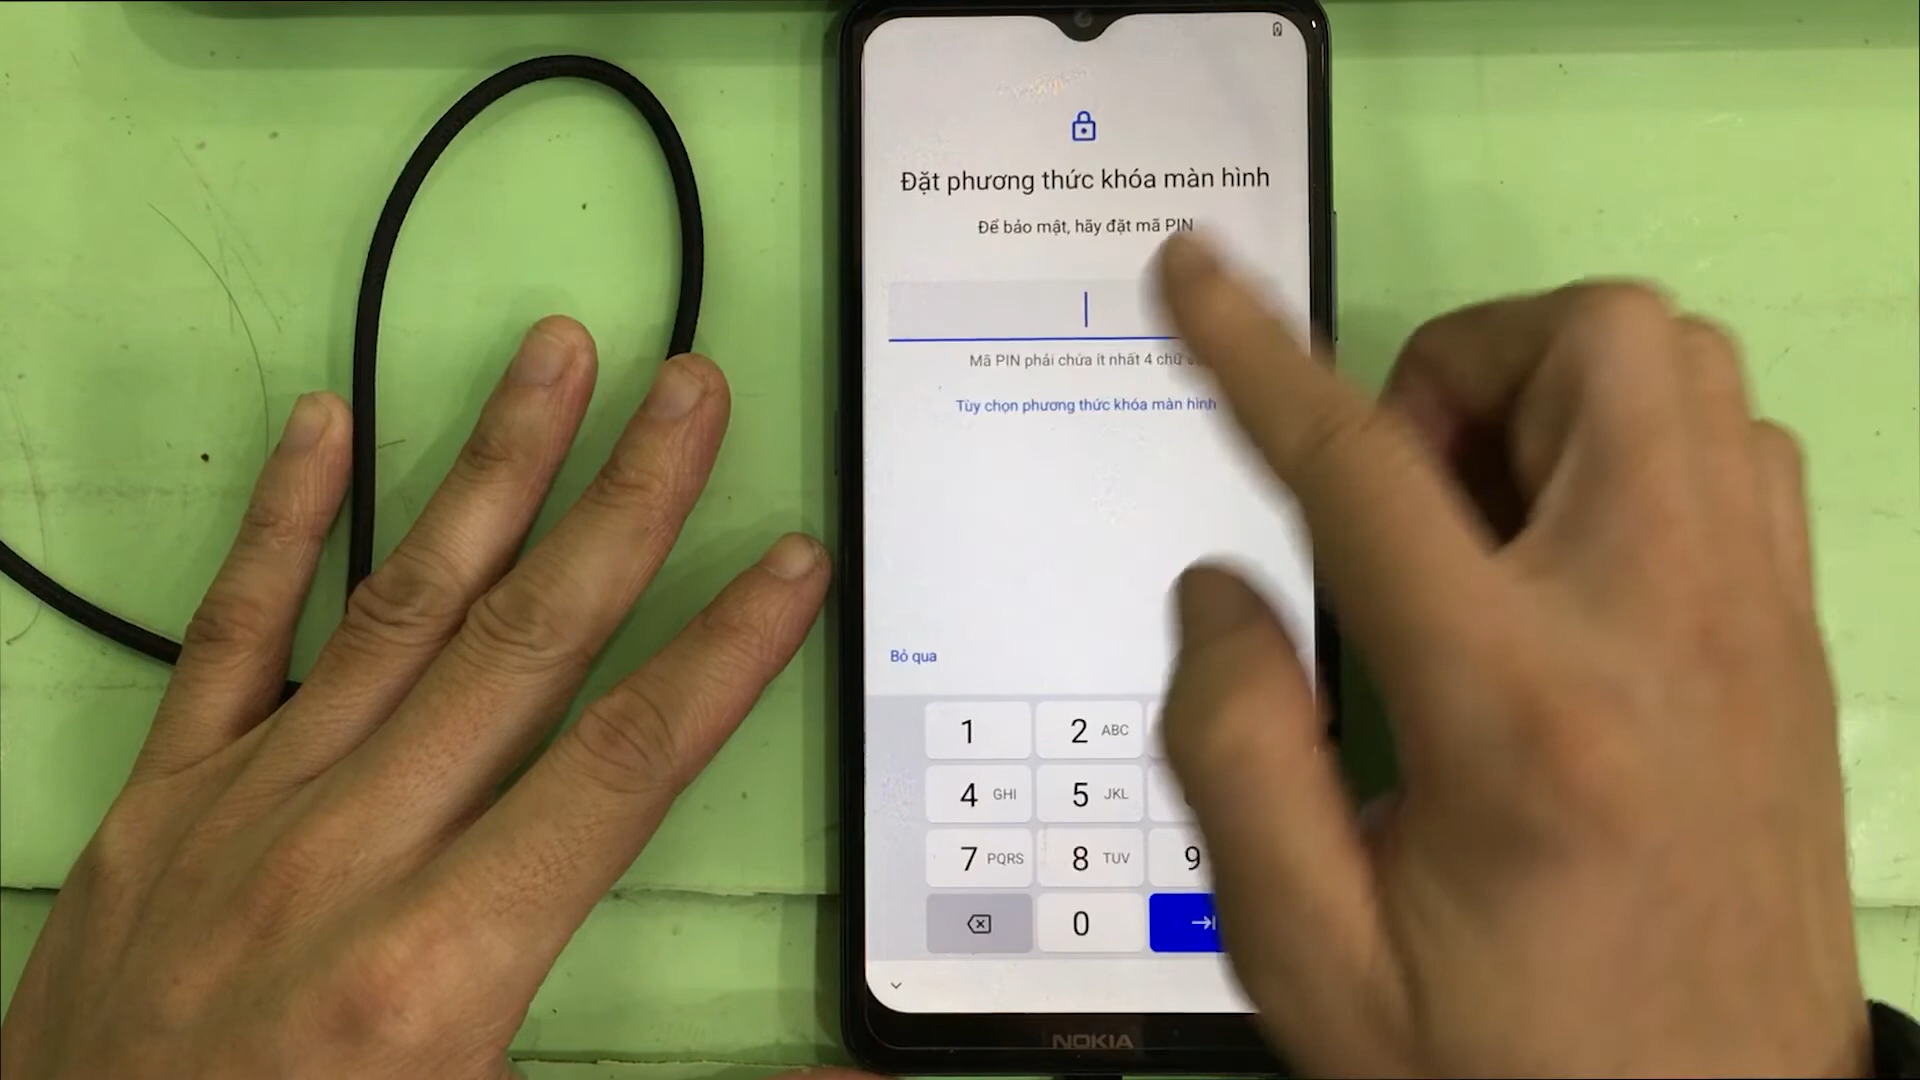 Đặt phương thức khóa màn hình
Để bảo mật, hãy đặt mã PIN
Mã PIN phải chứa ít nhất 4 chữ
Tùy chọn phương thức khóa màn hình
Bỏ qua
1
2 ABC
4 GHI
5 JKL
7 PQRS
8 TUV
9
0
NOKIA